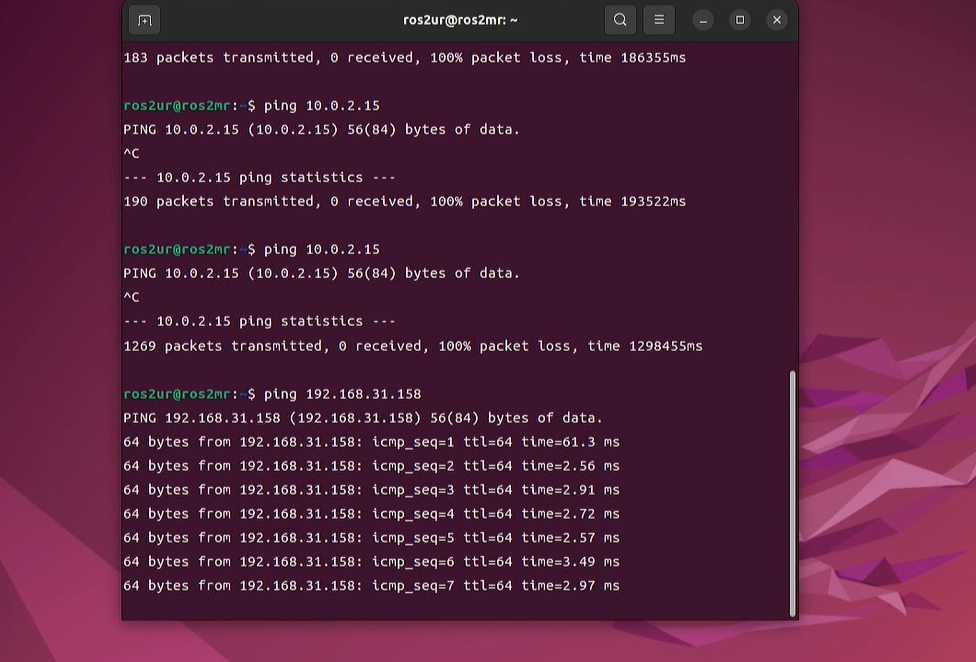 ros2ur@ros2mr: ~
183 packets transmitted, 0 received, 100% packet loss, time 186355ms
ros2ur@ros2mr:~$ ping 10.0.2.15
PING 10.0.2.15 (10.0.2.15) 56(84) bytes of data.
^C
--- 10.0.2.15 ping statistics ---
190 packets transmitted, 0 received, 100% packet loss, time 193522ms
ros2ur@ros2mr:~$ ping 10.0.2.15
PING 10.0.2.15 (10.0.2.15) 56(84) bytes of data.
^C
--- 10.0.2.15 ping statistics ---
1269 packets transmitted, 0 received, 100% packet loss, time 1298455ms
ros2ur@ros2mr:~$ ping 192.168.31.158
PING 192.168.31.158 (192.168.31.158) 56(84) bytes of data.
64 bytes from 192.168.31.158: icmp_seq=1 ttl=64 time=61.3 ms
64 bytes from 192.168.31.158: icmp_seq=2 ttl=64 time=2.56 ms
64 bytes from 192.168.31.158: icmp_seq=3 ttl=64 time=2.91 ms
64 bytes from 192.168.31.158: icmp_seq=4 ttl=64 time=2.72 ms
64 bytes from 192.168.31.158: icmp_seq=5 ttl=64 time=2.57 ms
64 bytes from 192.168.31.158: icmp_seq=6 ttl=64 time=3.49 ms
64 bytes from 192.168.31.158: icmp_seq=7 ttl=64 time=2.97 ms